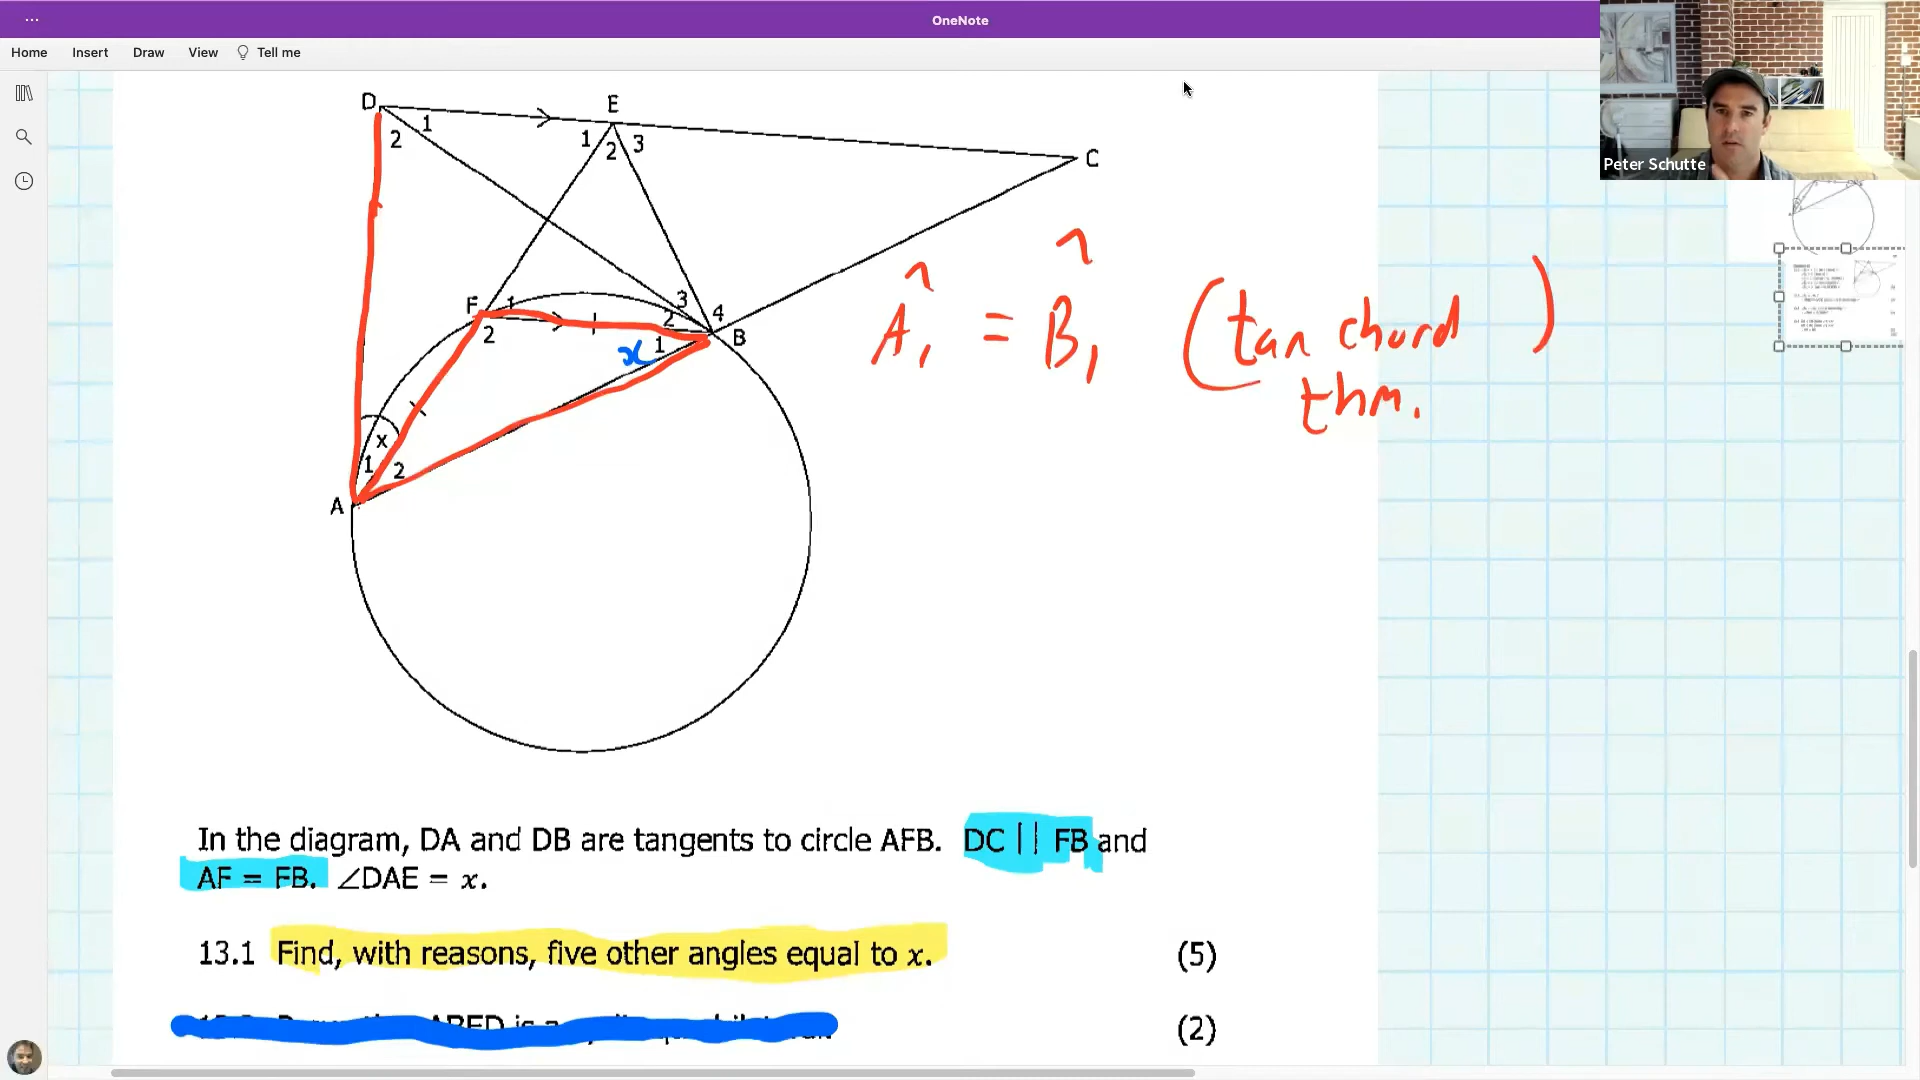 OneNote
Home Insert Draw View Tell me
Peter Schutte
D 1 2
E 1 2 3
C
F 1 2
3 2 4 1 B
x
x
1 2
A
Â₁ = B̂₁ (tan chord
thm. )
In the diagram, DA and DB are tangents to circle AFB. DC || FB and
AF = FB. ∠DAE = x.
13.1 Find, with reasons, five other angles equal to x. (5)
(2)